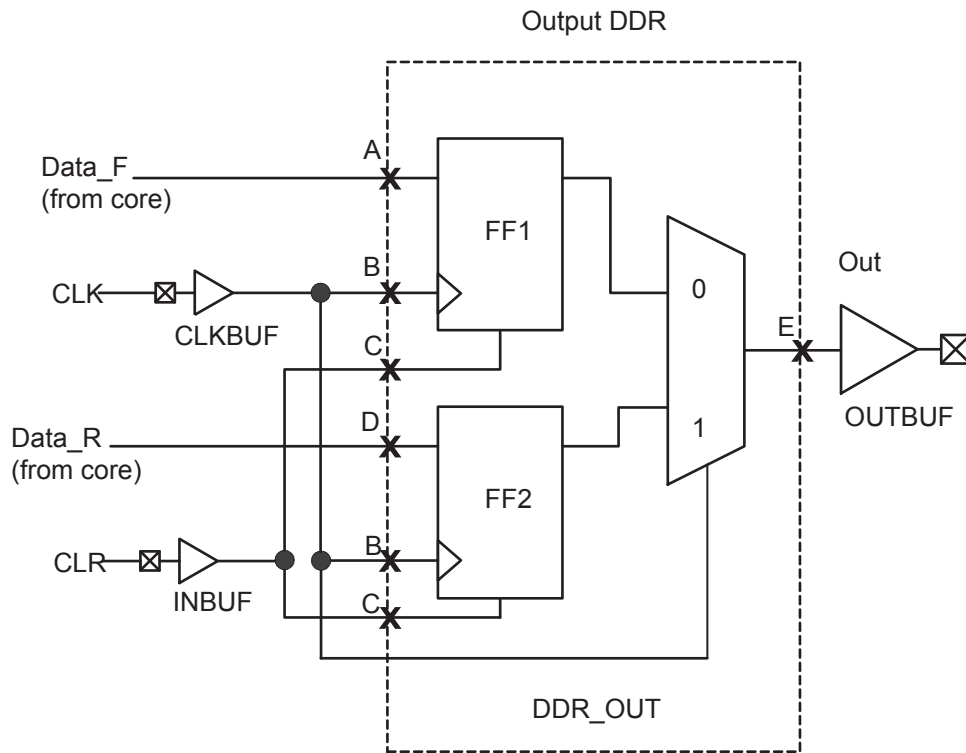 Output DDR
A
Data_F
(from core)
FF1
B
CLK
CLKBUF
C
0
Out
E
OUTBUF
D
Data_R
(from core)
1
FF2
B
CLR
INBUF
C
DDR_OUT